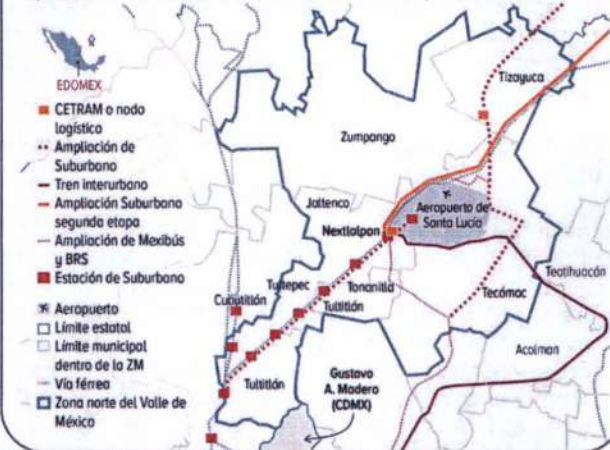 EDOMEX
CETRAM o nodo
logístico
Ampliación de
Suburbano
Tren interurbano
Ampliación Suburbano
segunda etapa
Ampliación de Mexibús
y BRS
Estación de Suburbano
Aeropuerto
Límite estatal
Límite municipal
dentro de la ZM
Vía férrea
Zona norte del Valle de
México
Tizayuca
Zumpango
Jaltenco
Aeropuerto de
Santa Lucía
Nextlalpan
Teotihuacán
Tultepec
Tonanitla
Cuautitlán
Tultitlán
Tecámac
Acolman
Tultitlán
Gustavo
A. Madero
(CDMX)